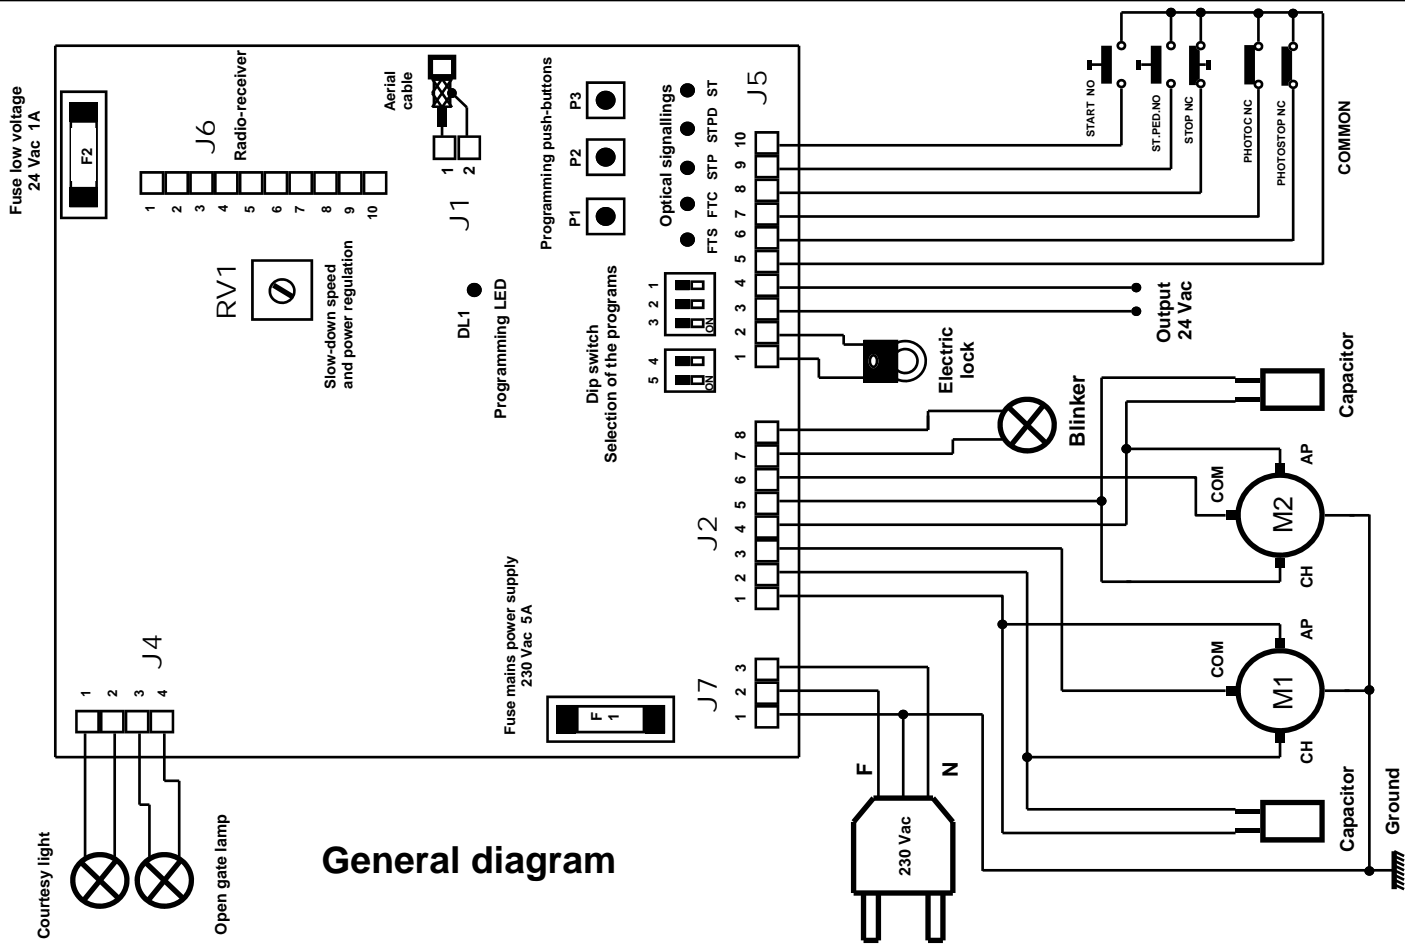 General diagram
Fuse low voltage
24 Vac 1A
F2
J6
Radio-receiver
1
2
3
4
5
6
7
8
9
10
Aerial
cable
1
2
J1
RV1
Slow-down speed
and power regulation
DL1
Programming LED
Programming push-buttons
P1
P2
P3
Optical signallings
FTS
FTC
STP
STPD
ST
Dip switch
Selection of the programs
1
2
3
ON
4
5
ON
J5
10
9
8
7
6
5
4
3
2
1
START NO
ST.PED.NO
STOP NC
PHOTOC NC
PHOTOSTOP NC
COMMON
Output
24 Vac
Electric
lock
Blinker
J2
8
7
6
5
4
3
2
1
Capacitor
COM
AP
M2
CH
COM
AP
M1
CH
Capacitor
Ground
J7
3
2
1
F
N
230 Vac
Fuse mains power supply
230 Vac 5A
F
1
J4
1
2
3
4
Courtesy light
Open gate lamp